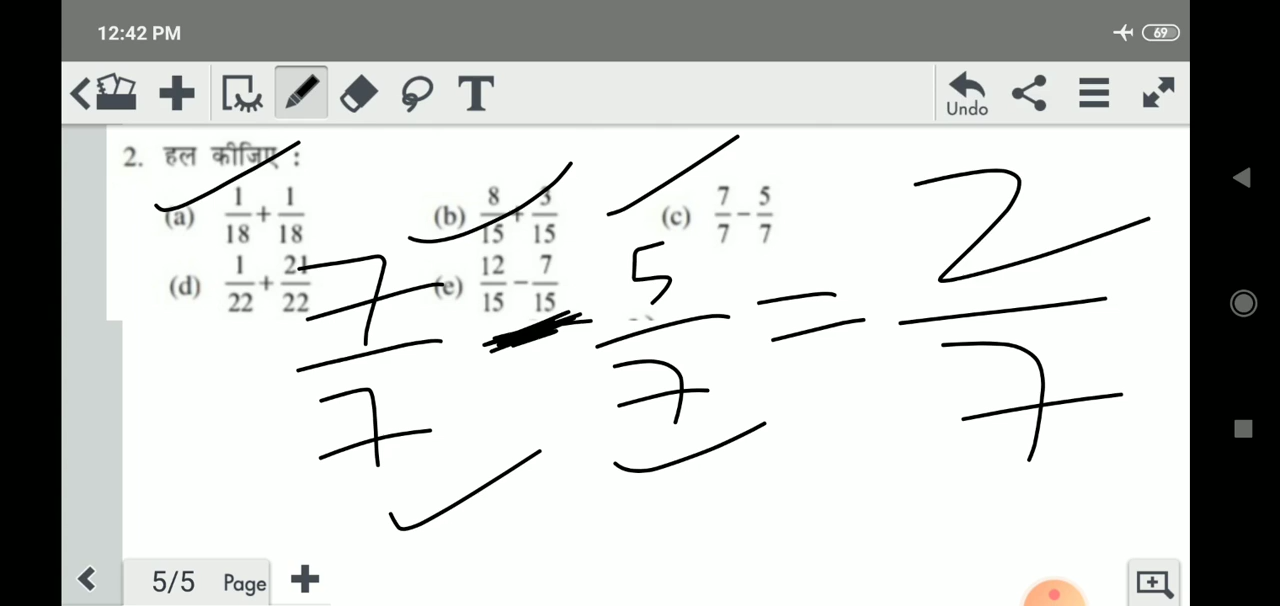 12:42 PM
69
T
Undo
2. हल कीजिए :
(a) 1/18 + 1/18 (b) 8/15 + 3/15 (c) 7/7 - 5/7
(d) 1/22 + 21/22 (e) 12/15 - 7/15
7/7 - 5/7 = 2/7
5/5 Page